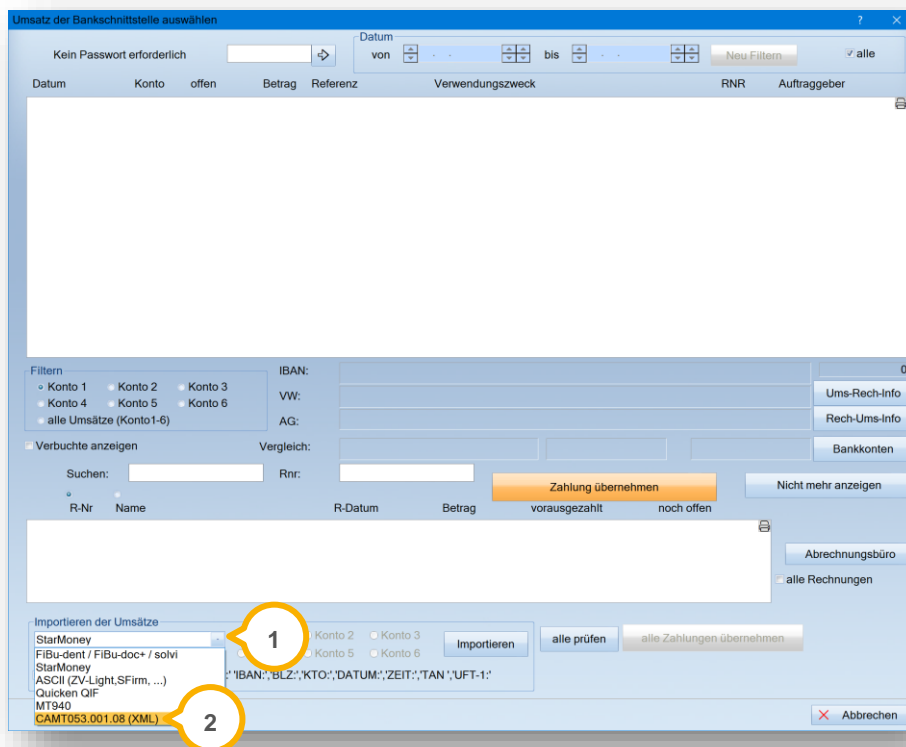 Umsatz der Bankschnittstelle auswählen ? ×
Datum
Kein Passwort erforderlich von bis Neu Filtern alle
Datum Konto offen Betrag Referenz Verwendungszweck RNR Auftraggeber
Filtern
Konto 1 Konto 2 Konto 3
Konto 4 Konto 5 Konto 6
alle Umsätze (Konto1-6)
IBAN: 0
VW: Ums-Rech-Info
AG: Rech-Ums-Info
Verbuchte anzeigen Vergleich: Bankkonten
Suchen: Rnr: Zahlung übernehmen Nicht mehr anzeigen
R-Nr Name R-Datum Betrag vorausgezahlt noch offen
Abrechnungsbüro
alle Rechnungen
Importieren der Umsätze
StarMoney 1 Konto 2 Konto 3
Konto 5 Konto 6
Importieren alle prüfen alle Zahlungen übernehmen
FiBu-dent / FiBu-doc+ / solvi
StarMoney
ASCII (ZV-Light,SFirm, ...)
Quicken QIF
MT940
CAMT053.001.08 (XML) 2
:' 'IBAN:','BLZ:','KTO:','DATUM:','ZEIT:','TAN ','UFT-1:'
Abbrechen